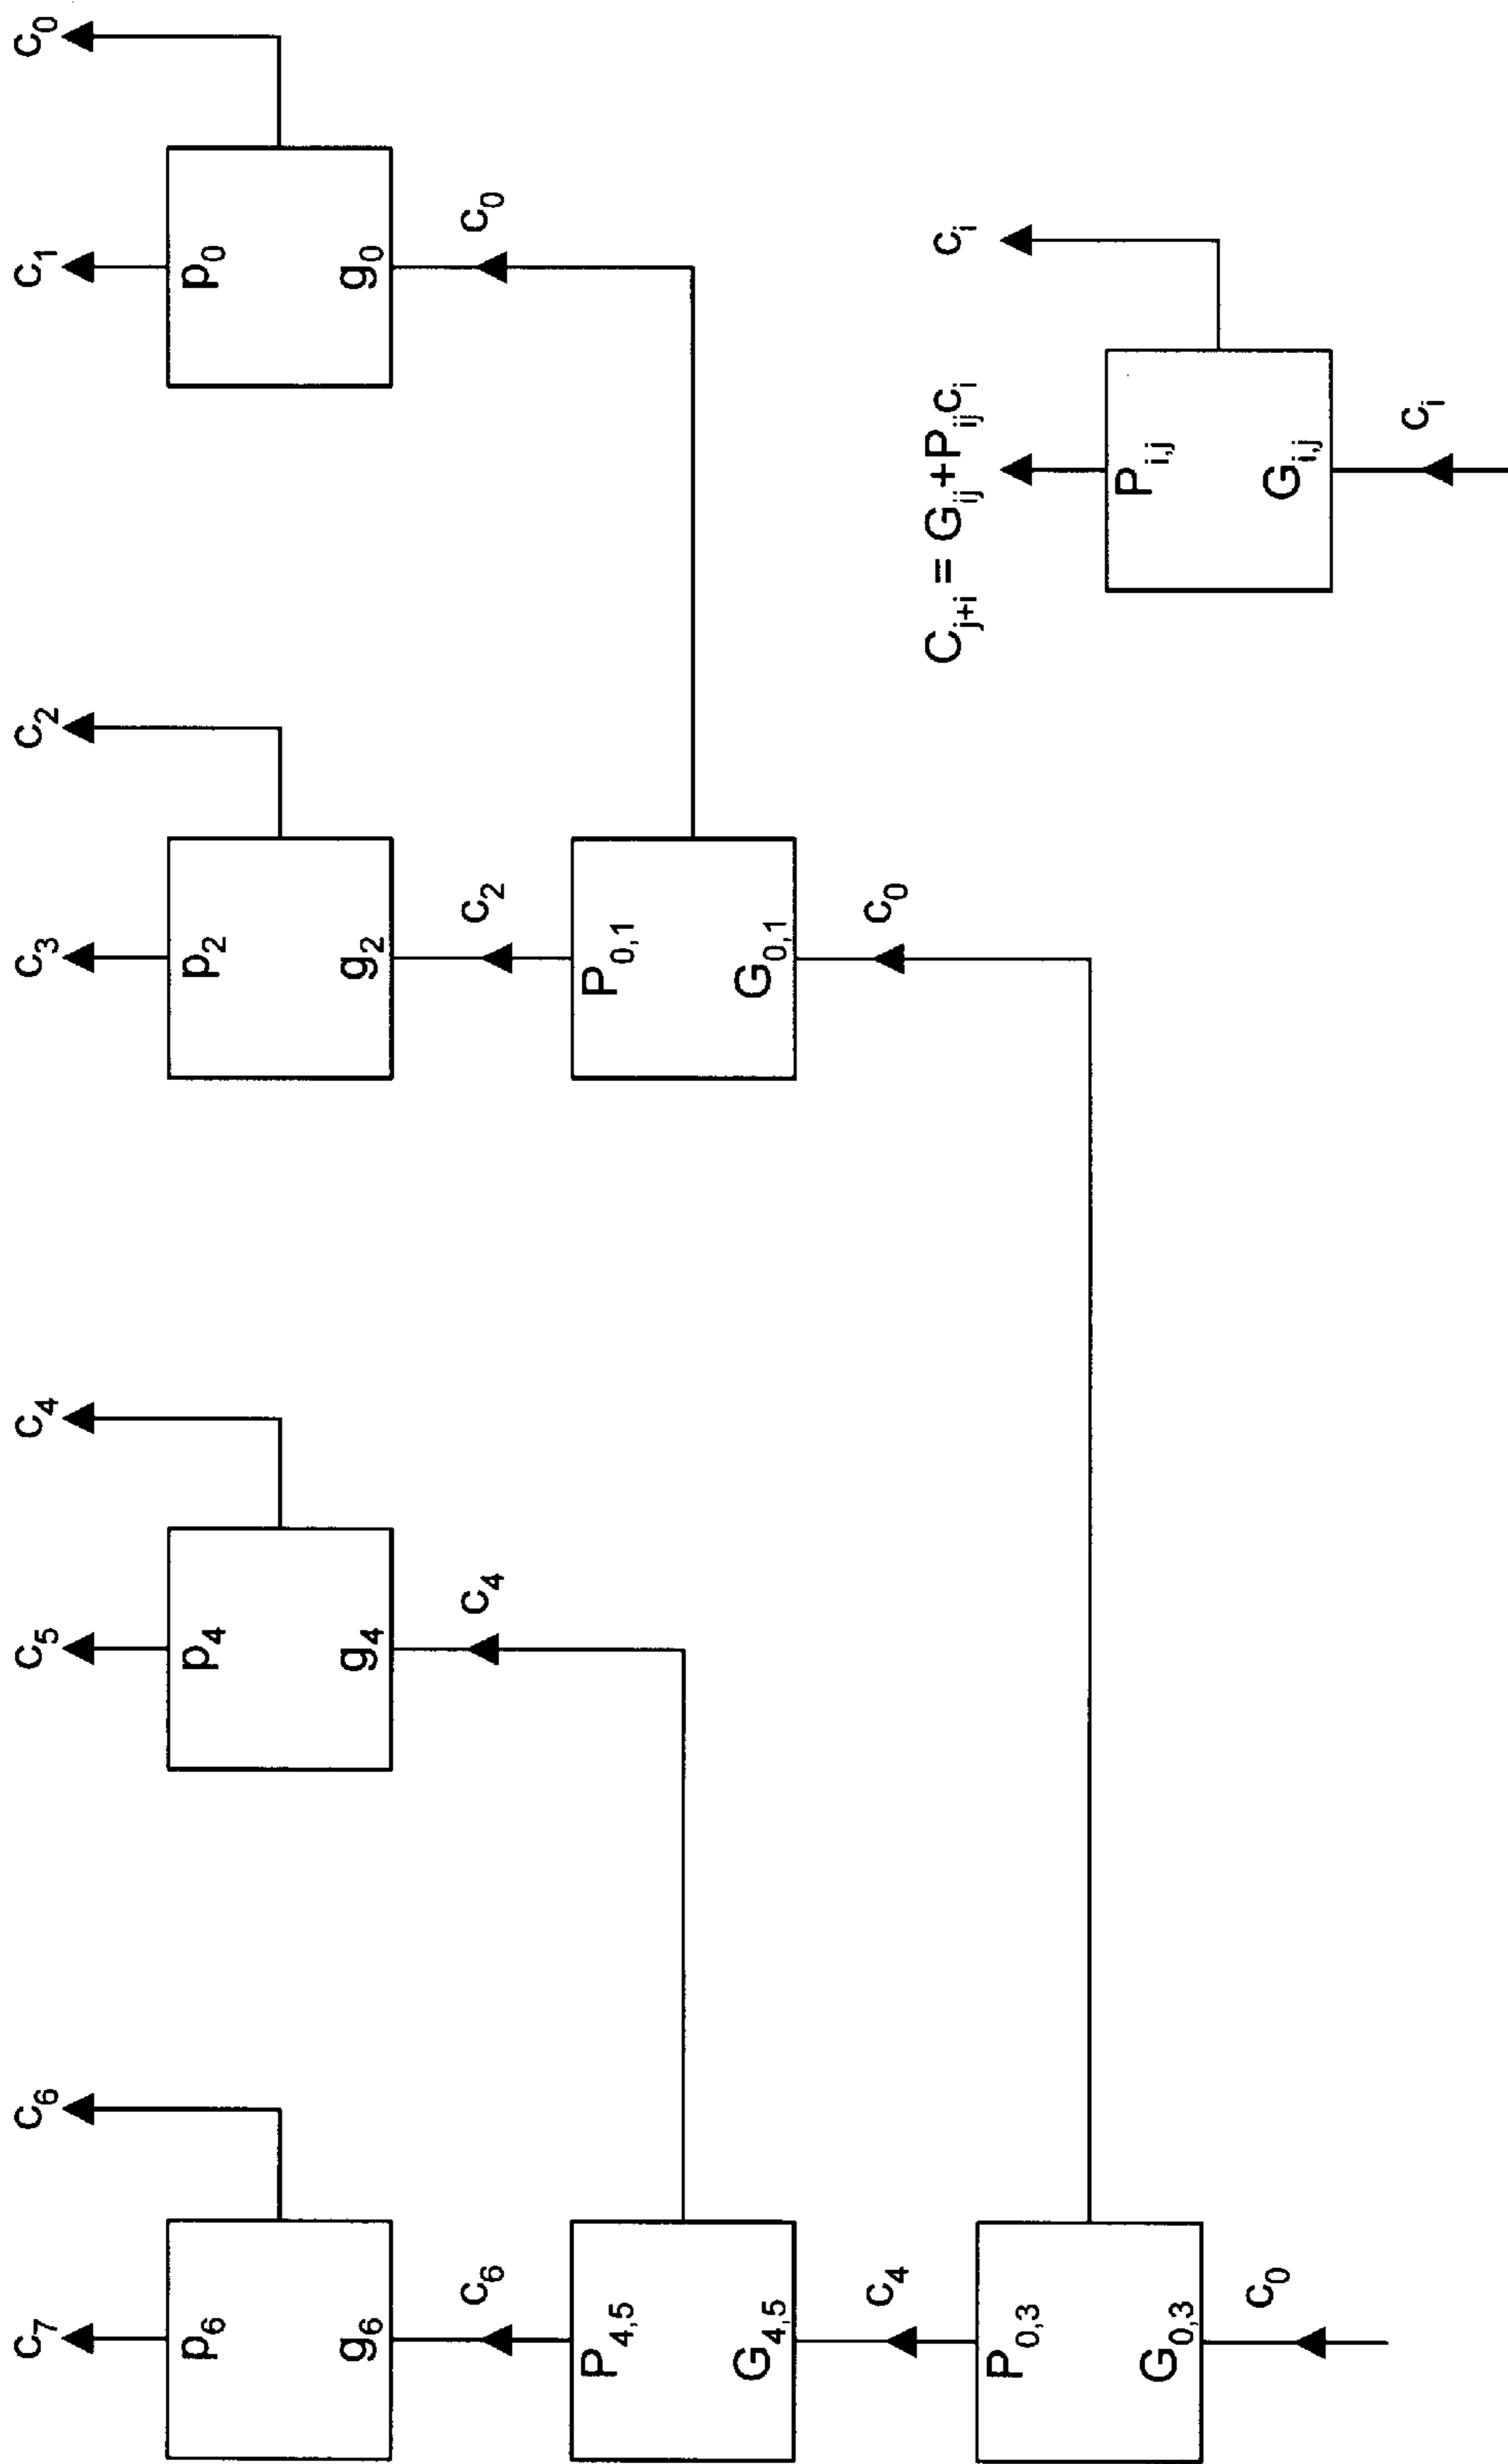 c₇ c₆ c₅ c₄ c₃ c₂ c₁ c₀
p₆ p₄ p₂ p₀
g₆ g₄ g₂ g₀
c₆ c₄ c₂ c₀
P4,5 P0,1
G4,5 G0,1
c₄ c₀
Cj+i = Gij+Pijci ci
P0,3
Pi,j
G0,3
c₀
Gi,j
ci